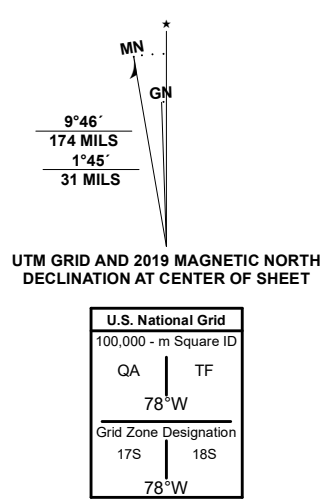 ★
MN
GN
9°46´
174 MILS
1°45´
31 MILS
UTM GRID AND 2019 MAGNETIC NORTH
DECLINATION AT CENTER OF SHEET
U.S. National Grid
100,000 - m Square ID
QA TF
78°W
Grid Zone Designation
17S 18S
78°W